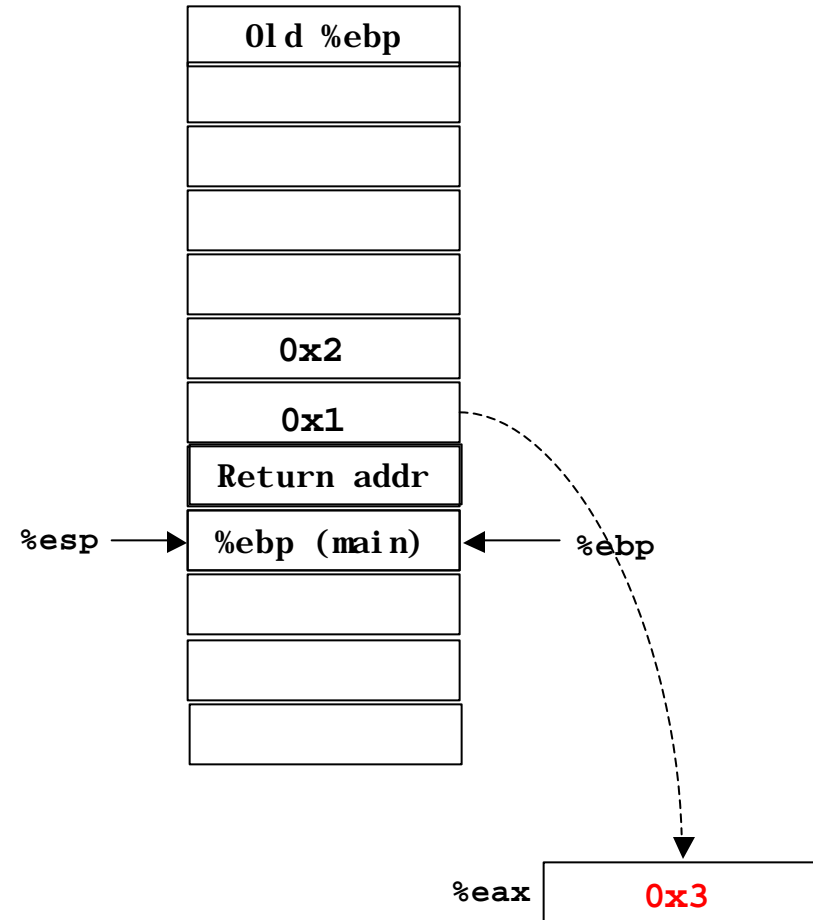 Old %ebp
0x2
0x1
Return addr
%esp
%ebp (main)
%ebp
%eax
0x3